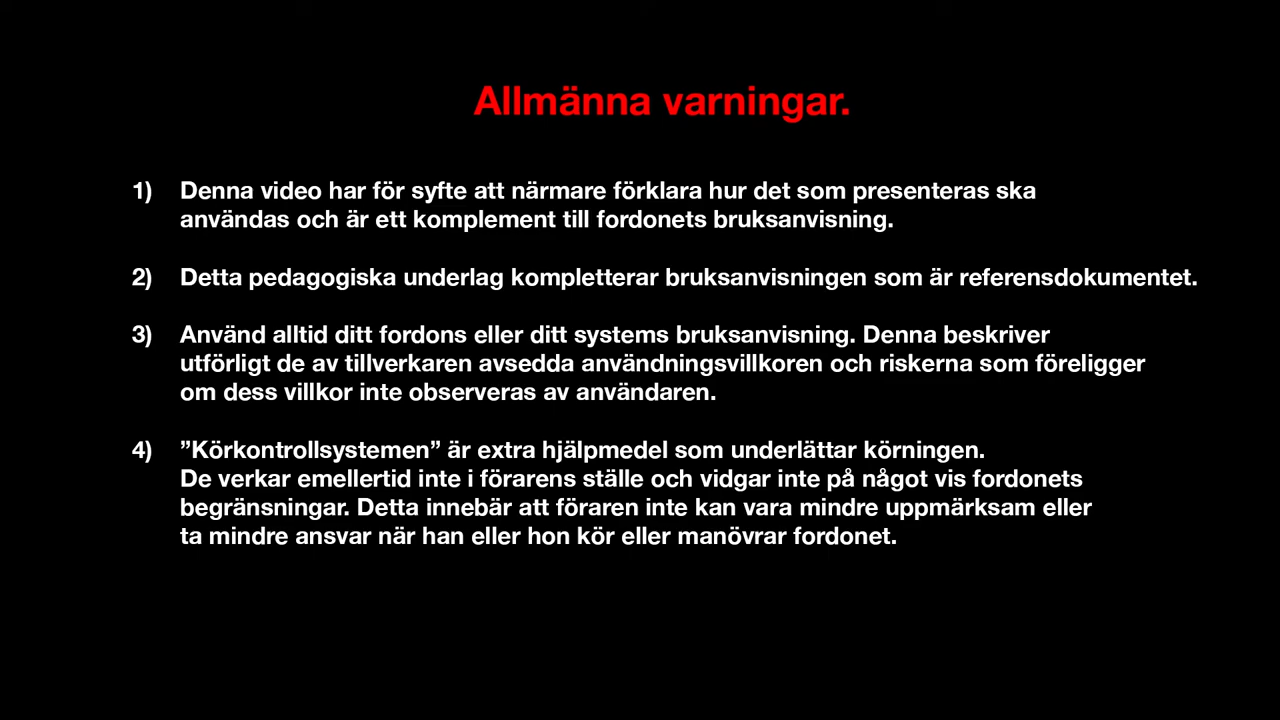 Allmänna varningar.
1) Denna video har för syfte att närmare förklara hur det som presenteras ska
användas och är ett komplement till fordonets bruksanvisning.
2) Detta pedagogiska underlag kompletterar bruksanvisningen som är referensdokumentet.
3) Använd alltid ditt fordons eller ditt systems bruksanvisning. Denna beskriver
utförligt de av tillverkaren avsedda användningsvillkoren och riskerna som föreligger
om dess villkor inte observeras av användaren.
4) ”Körkontrollsystemen” är extra hjälpmedel som underlättar körningen.
De verkar emellertid inte i förarens ställe och vidgar inte på något vis fordonets
begränsningar. Detta innebär att föraren inte kan vara mindre uppmärksam eller
ta mindre ansvar när han eller hon kör eller manövrar fordonet.